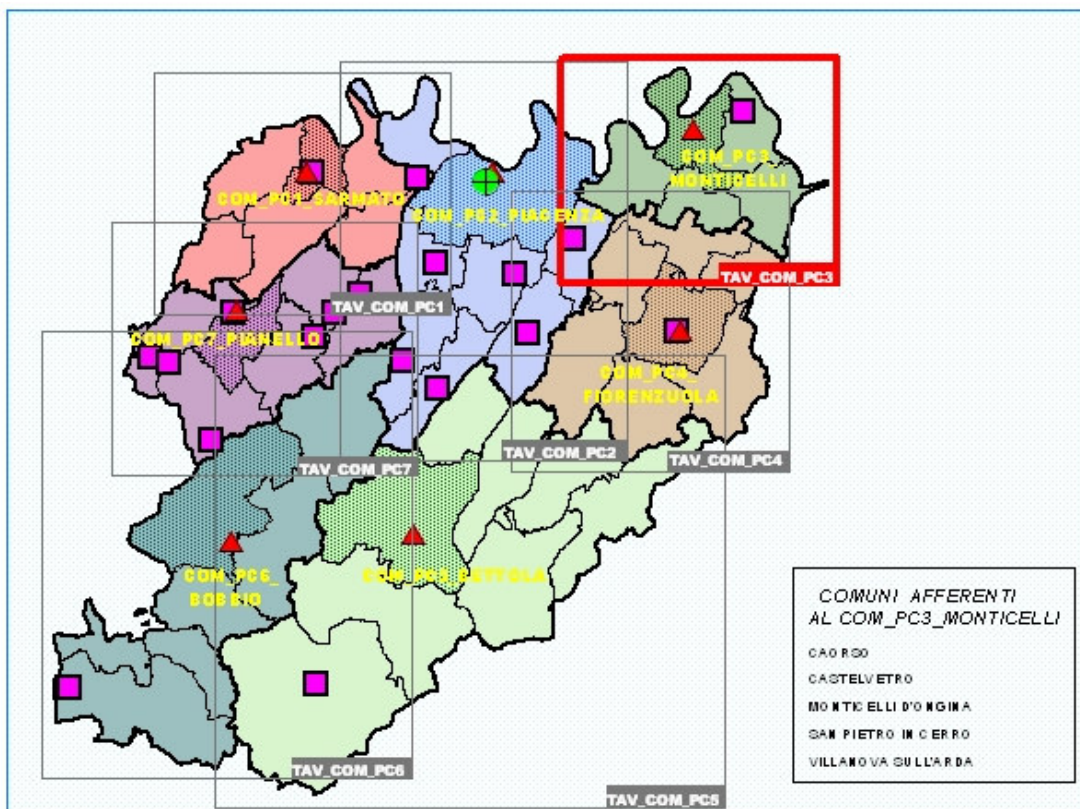 COM_PC3_
MONTICELLI
COM_PC1_SARMATO
COM_PC2_PIACENZA
TAV_COM_PC3
TAV_COM_PC1
COM_PC7_PIANELLO
COM_PC4_
FIORENZUOLA
TAV_COM_PC2
TAV_COM_PC4
TAV_COM_PC7
COM_PC6_
BOBBIO
COM_PC5_BETTOLA
COMUNI AFFERENTI
AL COM_PC3_MONTICELLI
CAORSO
CASTELVETRO
MONTICELLI D'ONGINA
SAN PIETRO IN CERRO
VILLANOVA SULL'ARDA
TAV_COM_PC6
TAV_COM_PC5